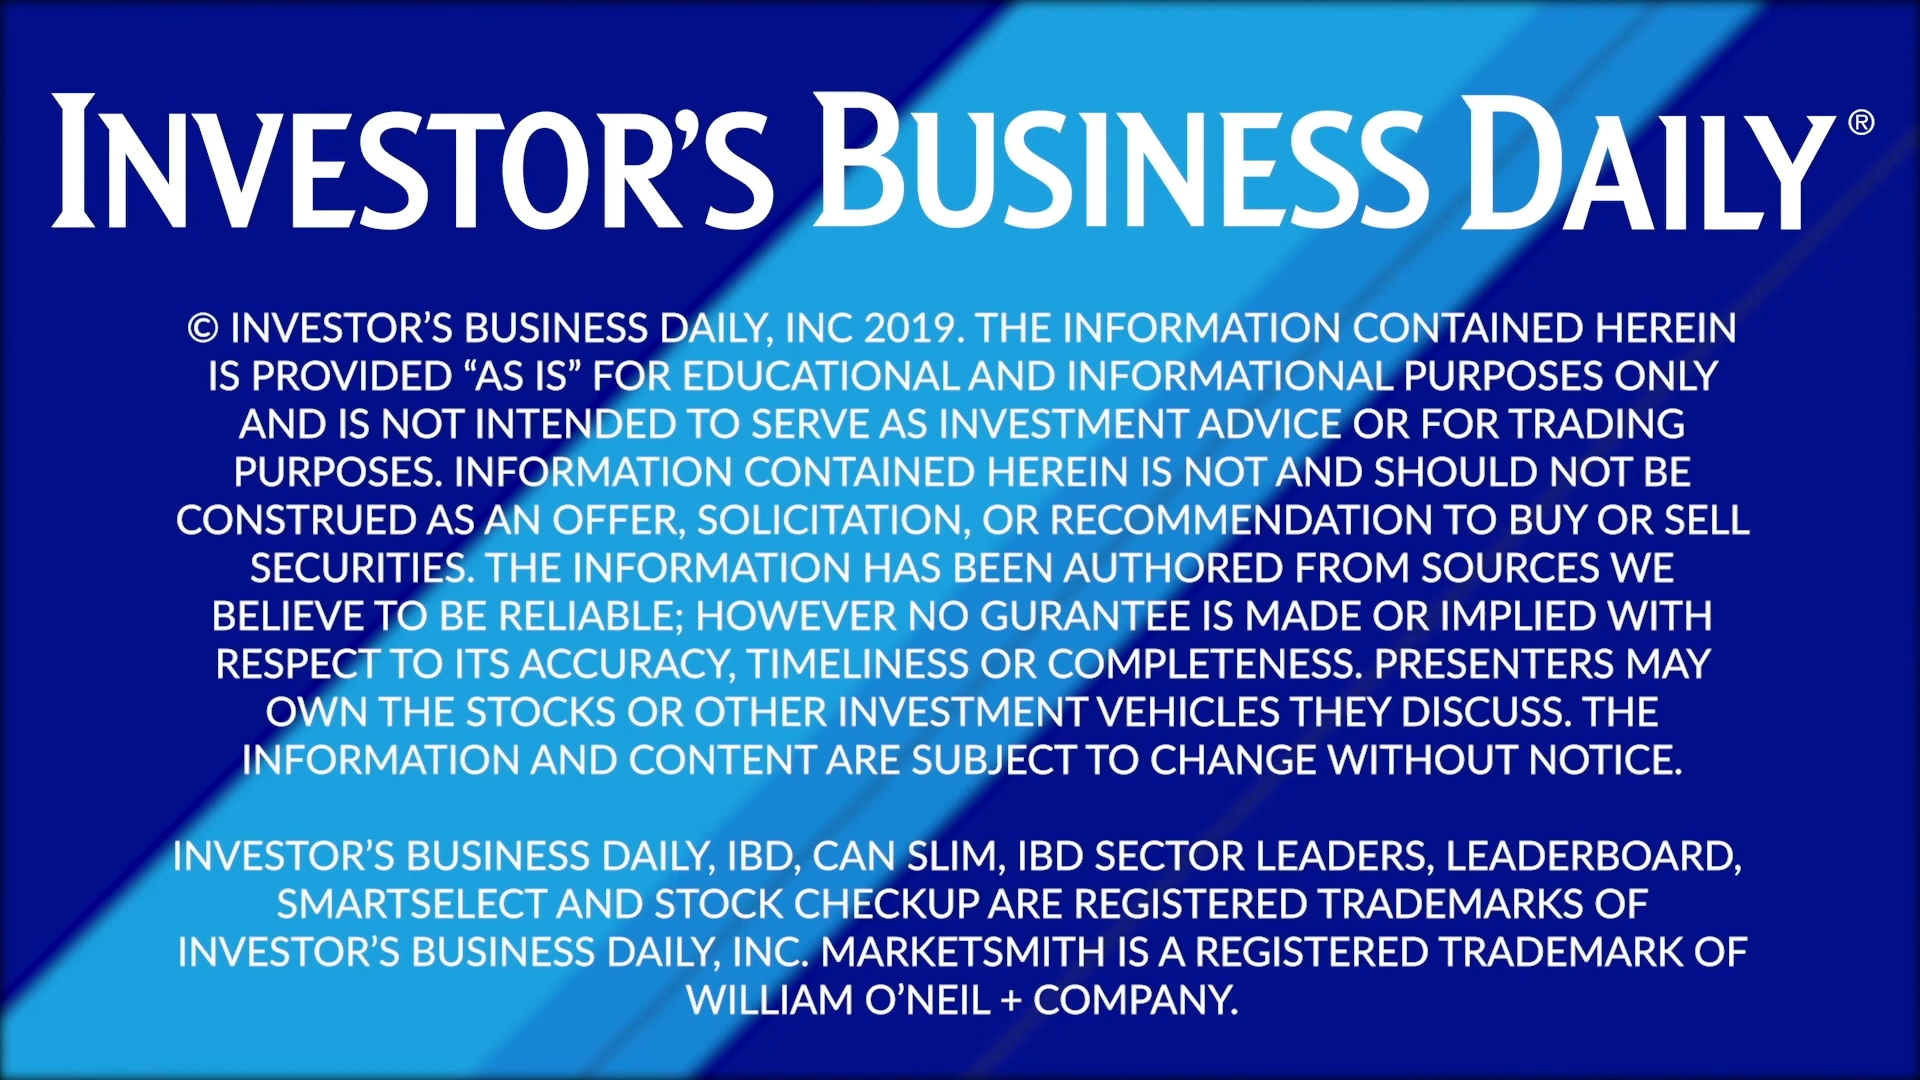 INVESTOR'S BUSINESS DAILY®
© INVESTOR'S BUSINESS DAILY, INC 2019. THE INFORMATION CONTAINED HEREIN
IS PROVIDED “AS IS” FOR EDUCATIONAL AND INFORMATIONAL PURPOSES ONLY
AND IS NOT INTENDED TO SERVE AS INVESTMENT ADVICE OR FOR TRADING
PURPOSES. INFORMATION CONTAINED HEREIN IS NOT AND SHOULD NOT BE
CONSTRUED AS AN OFFER, SOLICITATION, OR RECOMMENDATION TO BUY OR SELL
SECURITIES. THE INFORMATION HAS BEEN AUTHORED FROM SOURCES WE
BELIEVE TO BE RELIABLE; HOWEVER NO GURANTEE IS MADE OR IMPLIED WITH
RESPECT TO ITS ACCURACY, TIMELINESS OR COMPLETENESS. PRESENTERS MAY
OWN THE STOCKS OR OTHER INVESTMENT VEHICLES THEY DISCUSS. THE
INFORMATION AND CONTENT ARE SUBJECT TO CHANGE WITHOUT NOTICE.
INVESTOR'S BUSINESS DAILY, IBD, CAN SLIM, IBD SECTOR LEADERS, LEADERBOARD,
SMARTSELECT AND STOCK CHECKUP ARE REGISTERED TRADEMARKS OF
INVESTOR'S BUSINESS DAILY, INC. MARKETSMITH IS A REGISTERED TRADEMARK OF
WILLIAM O'NEIL + COMPANY.